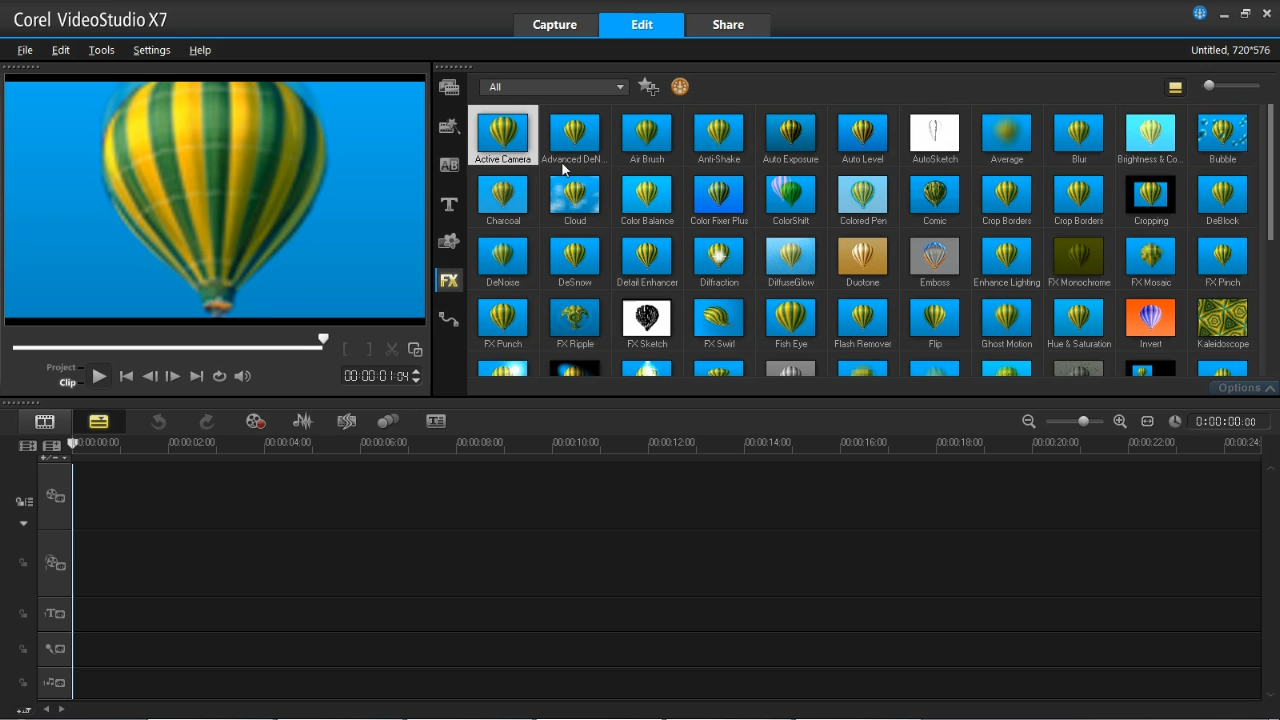 Corel VideoStudio X7
Capture Edit Share
File Edit Tools Settings Help
Untitled, 720*576
All
Active Camera Advanced DeN... Air Brush Anti-Shake Auto Exposure Auto Level AutoSketch Average Blur Brightness & Co... Bubble
Charcoal Cloud Color Balance Color Fixer Plus ColorShift Colored Pen Comic Crop Borders Crop Borders Cropping DeBlock
DeNoise DeSnow Detail Enhancer Diffraction DiffuseGlow Duotone Emboss Enhance Lighting FX Monochrome FX Mosaic FX Pinch
FX Punch FX Ripple FX Sketch FX Swirl Fish Eye Flash Remover Flip Ghost Motion Hue & Saturation Invert Kaleidoscope
AB
T
FX
Project
Clip
00:00:01:04
Options
0:00:00:00
00:00:00:00 00:00:02:00 00:00:04:00 00:00:06:00 00:00:08:00 00:00:10:00 00:00:12:00 00:00:14:00 00:00:16:00 00:00:18:00 00:00:20:00 00:00:22:00 00:00:24:
1T